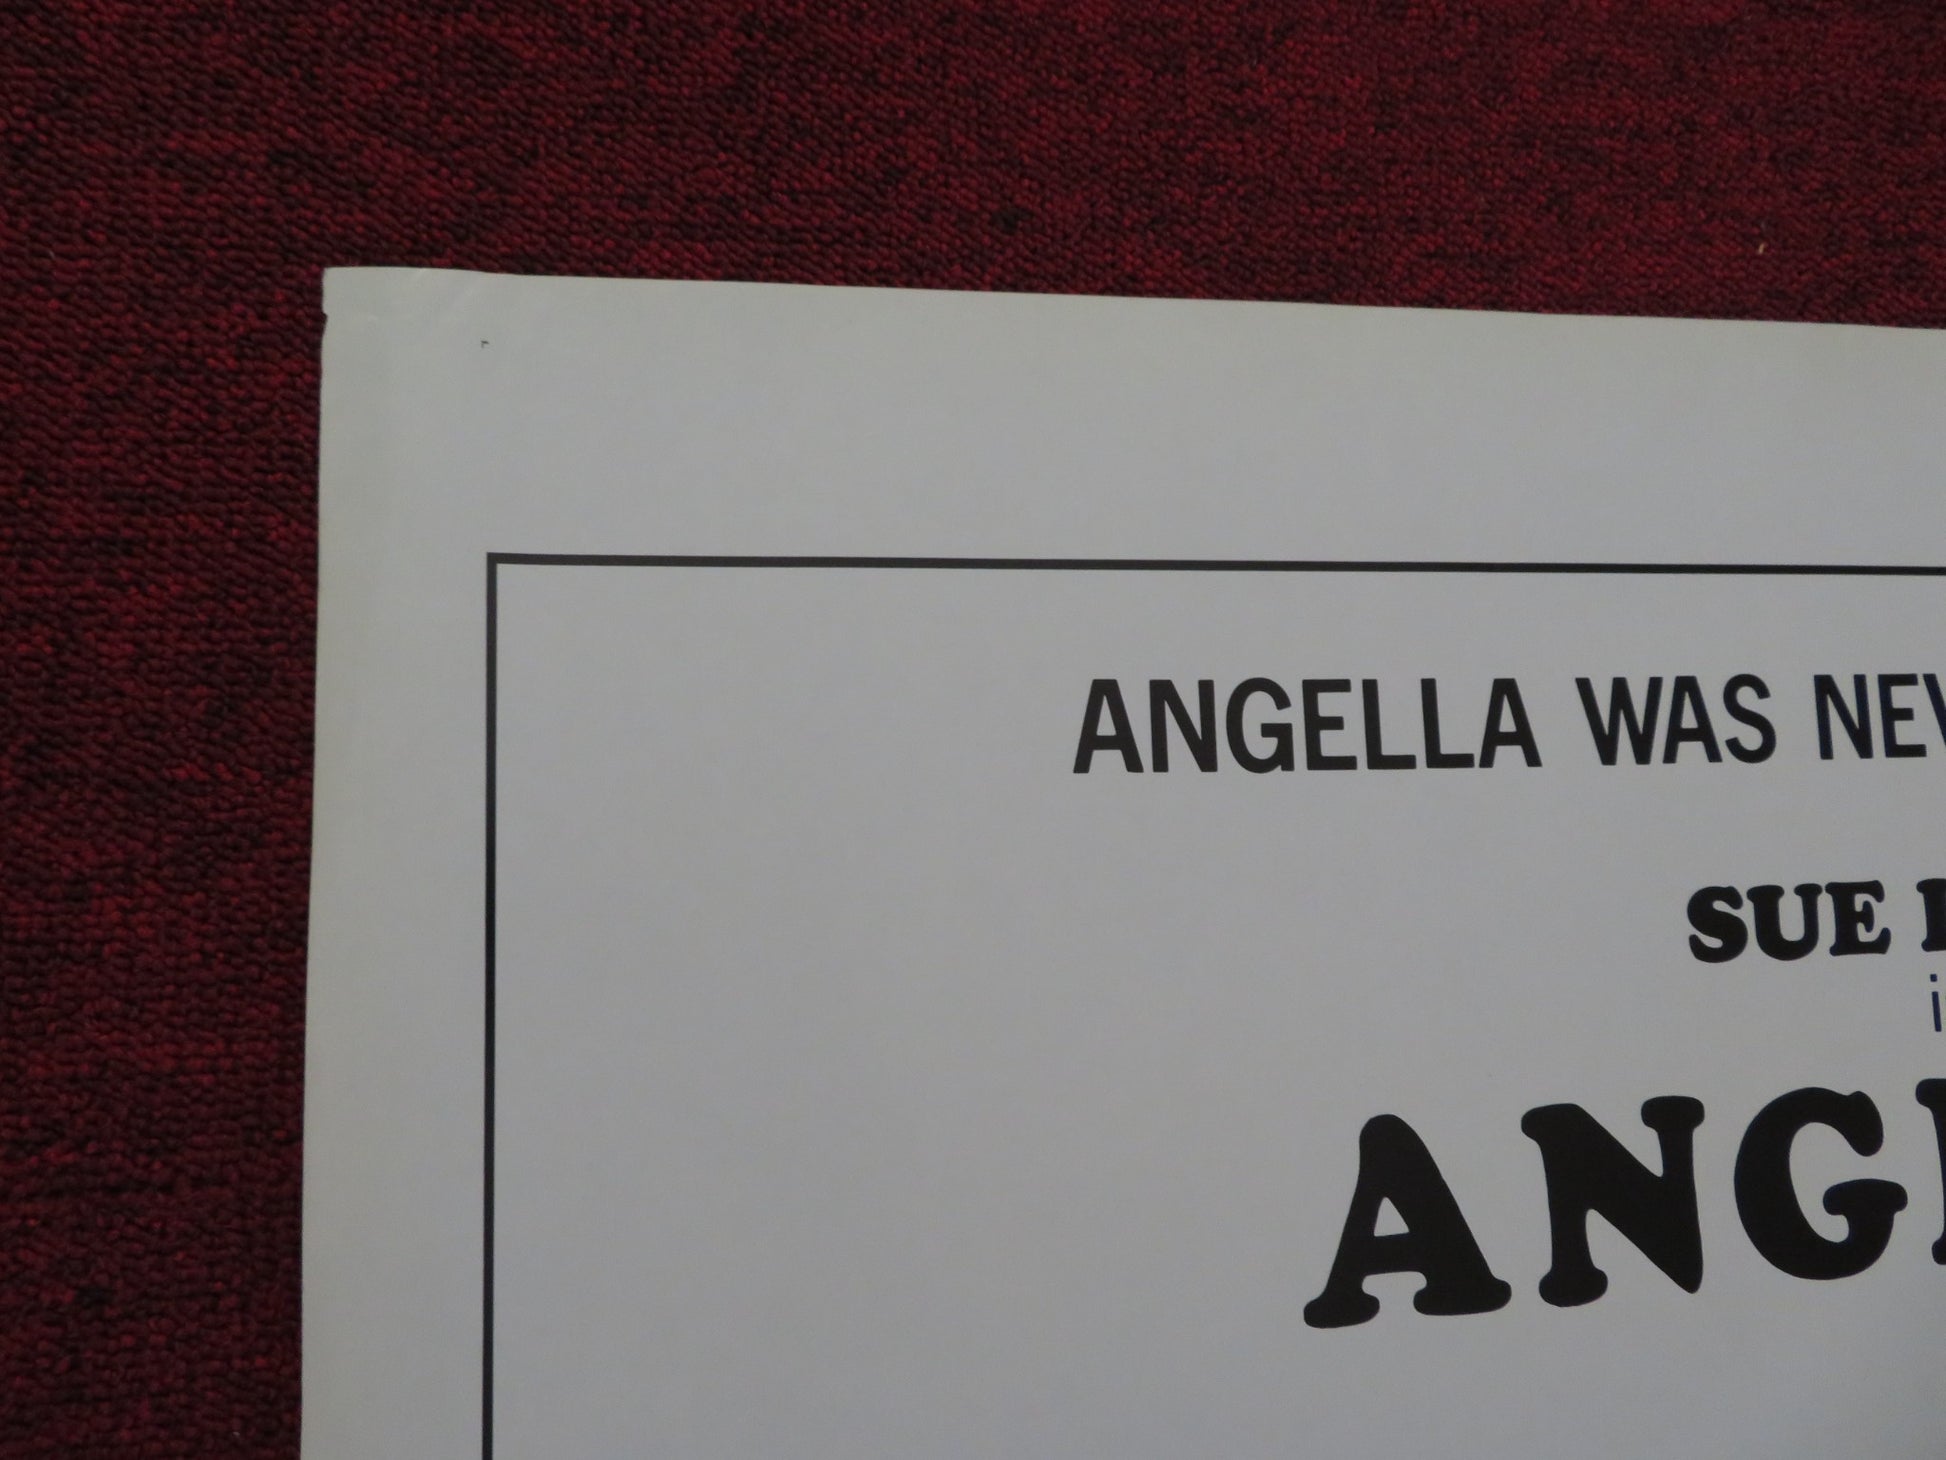 ANGELLA WAS NEV
SUE
i
ANG